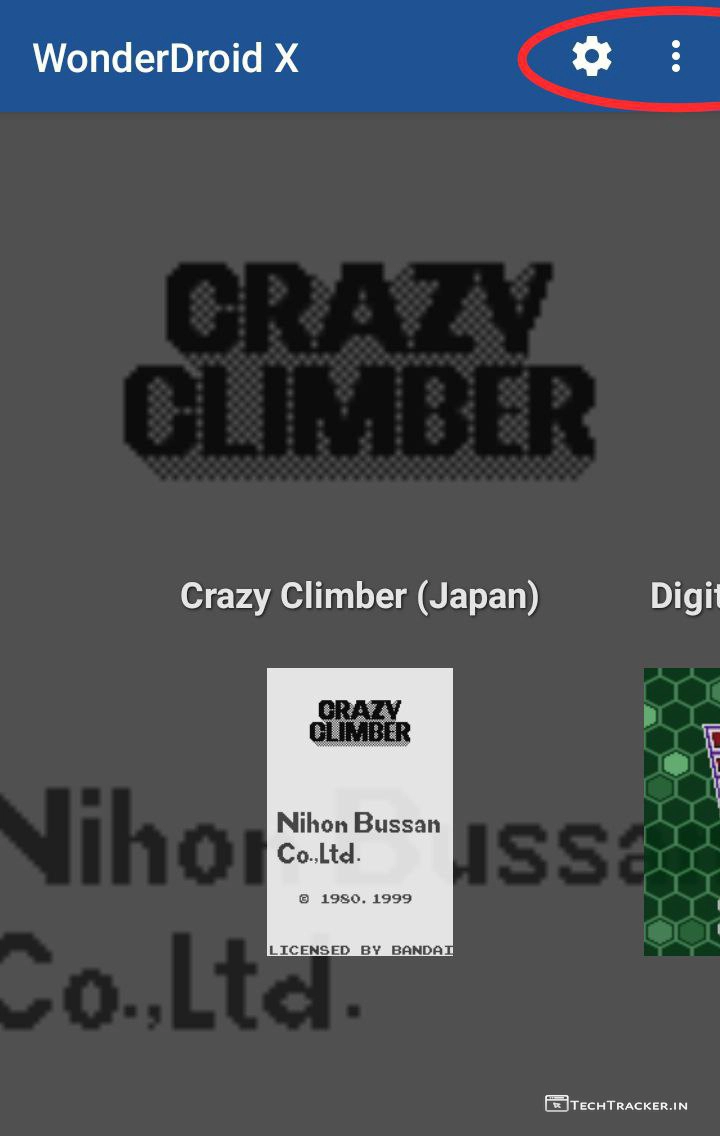 WonderDroid X
CRAZY
CLIMBER
Crazy Climber (Japan)
Digit
CRAZY
CLIMBER
Nihon Bussan
Co.,Ltd.
© 1980.1999
LICENSED BY BANDAI
Nihon Bussa
Co.,Ltd.
TECHTRACKER.IN